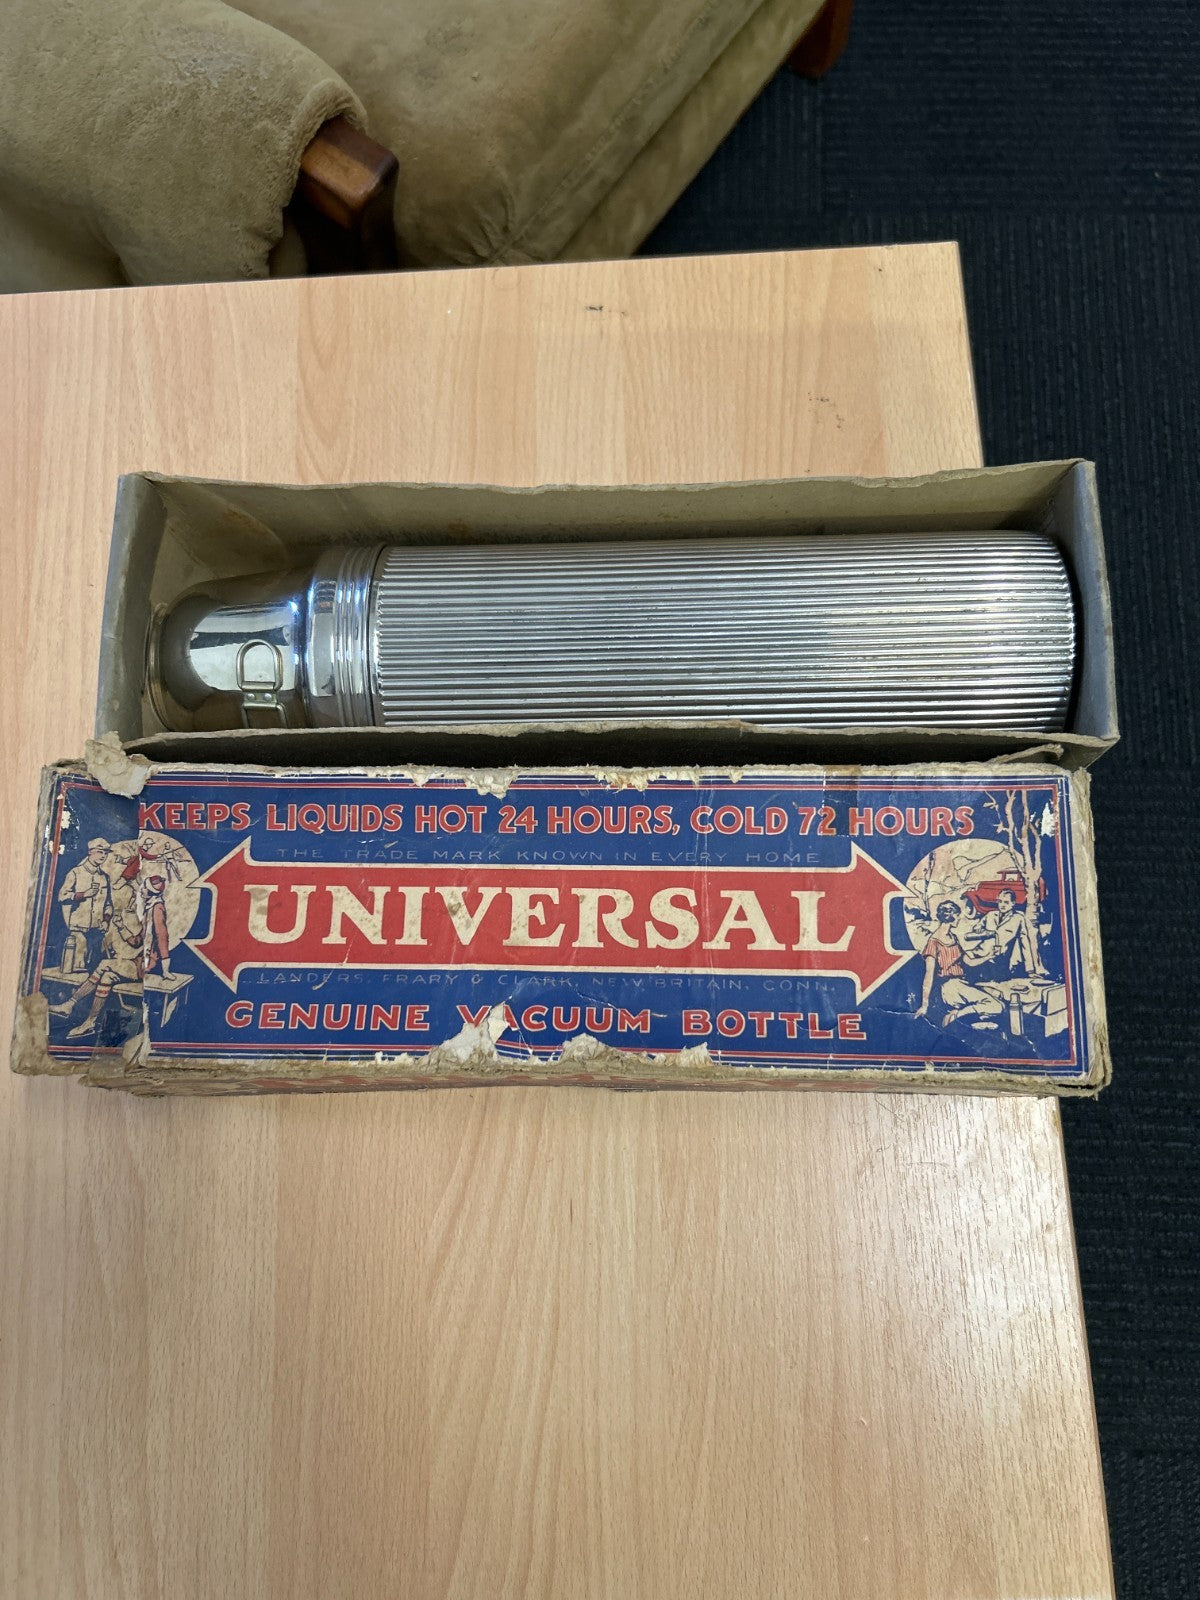 KEEPS LIQUIDS HOT 24 HOURS, COLD 72 HOURS
THE TRADE MARK KNOWN IN EVERY HOME
UNIVERSAL
LANDERS, FRARY & CLARK, NEW BRITAIN, CONN.
GENUINE VACUUM BOTTLE